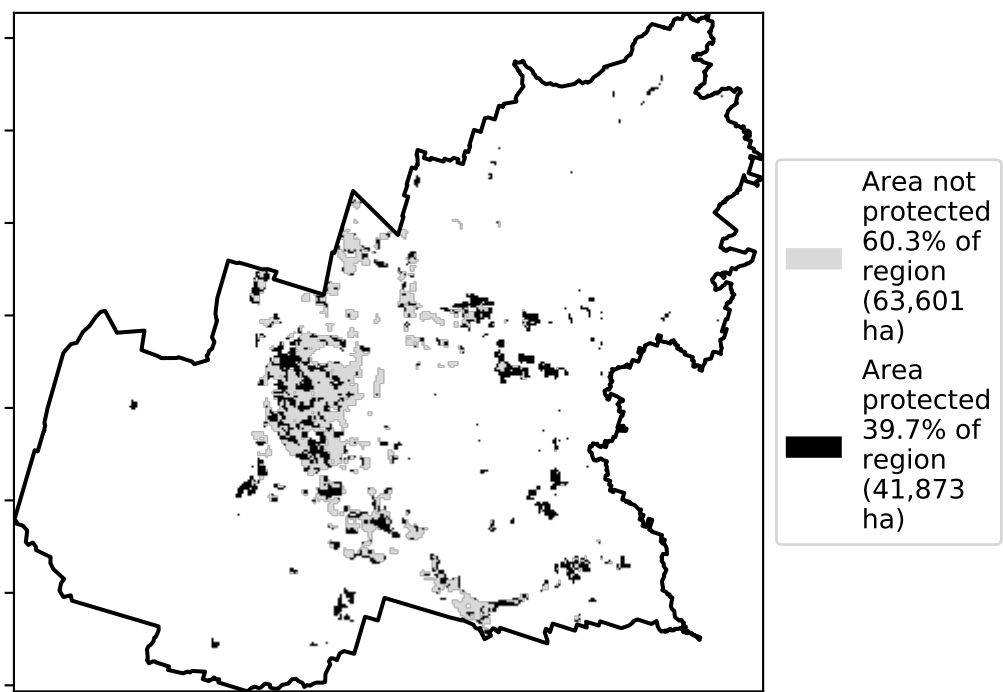 Area not
protected
60.3% of
region
(63,601
ha)
Area
protected
39.7% of
region
(41,873
ha)